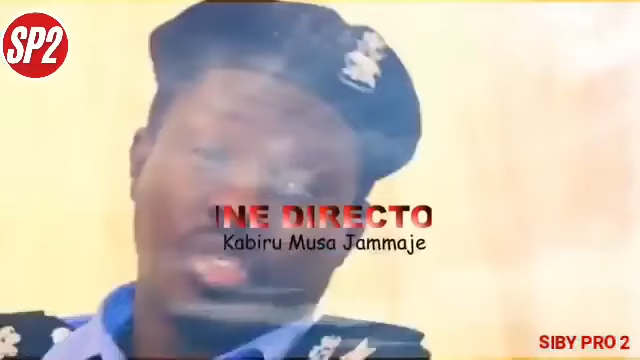 SP2
INE DIRECTO
Kabiru Musa Jammaje
SIBY PRO 2